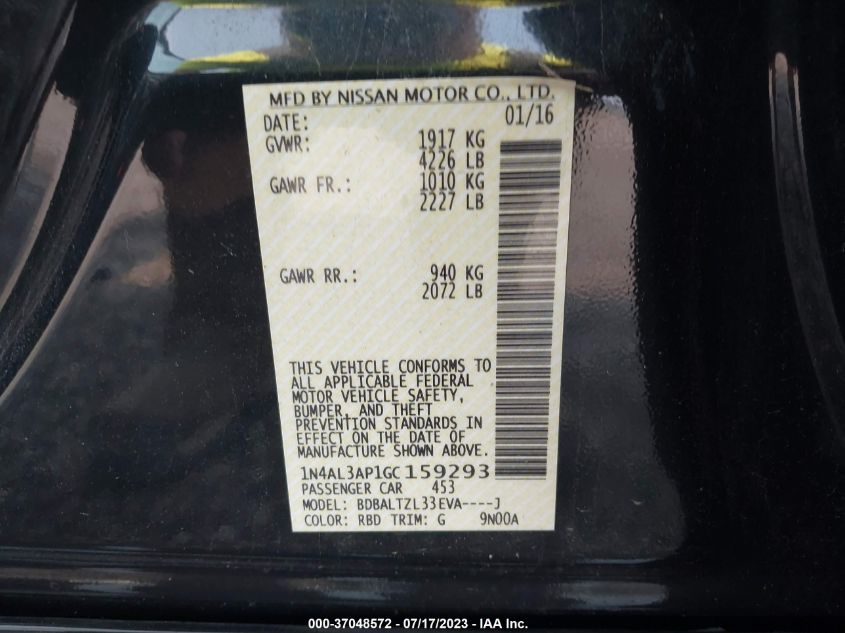 MFD BY NISSAN MOTOR CO., LTD.
DATE: 01/16
GVWR: 1917 KG
4226 LB
GAWR FR.: 1010 KG
2227 LB
GAWR RR.: 940 KG
2072 LB
THIS VEHICLE CONFORMS TO
ALL APPLICABLE FEDERAL
MOTOR VEHICLE SAFETY,
BUMPER, AND THEFT
PREVENTION STANDARDS IN
EFFECT ON THE DATE OF
MANUFACTURE SHOWN ABOVE.
1N4AL3AP1GC159293
PASSENGER CAR 453
MODEL: BDBALTZL33EVA----J
COLOR: RBD TRIM: G 9N00A
000-37048572 - 07/17/2023 - IAA Inc.